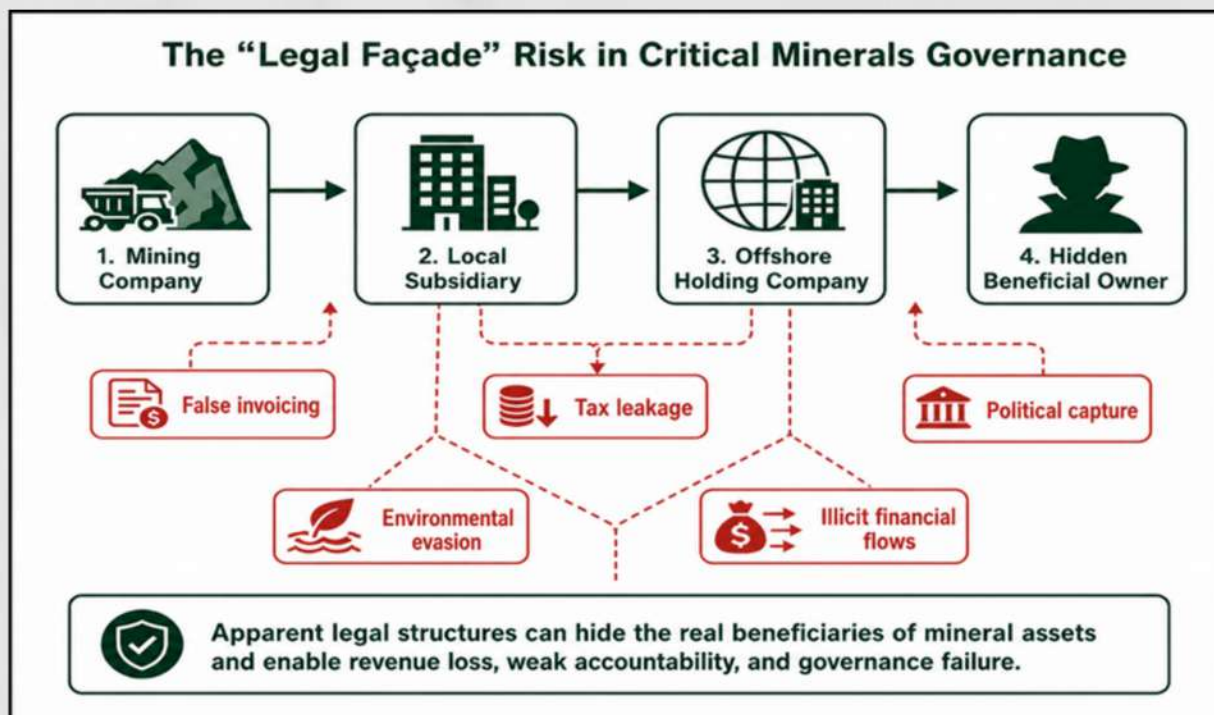 The “Legal Façade” Risk in Critical Minerals Governance
1. Mining
Company
2. Local
Subsidiary
3. Offshore
Holding Company
4. Hidden
Beneficial Owner
False invoicing
Tax leakage
Political capture
Environmental
evasion
Illicit financial
flows
Apparent legal structures can hide the real beneficiaries of mineral assets
and enable revenue loss, weak accountability, and governance failure.